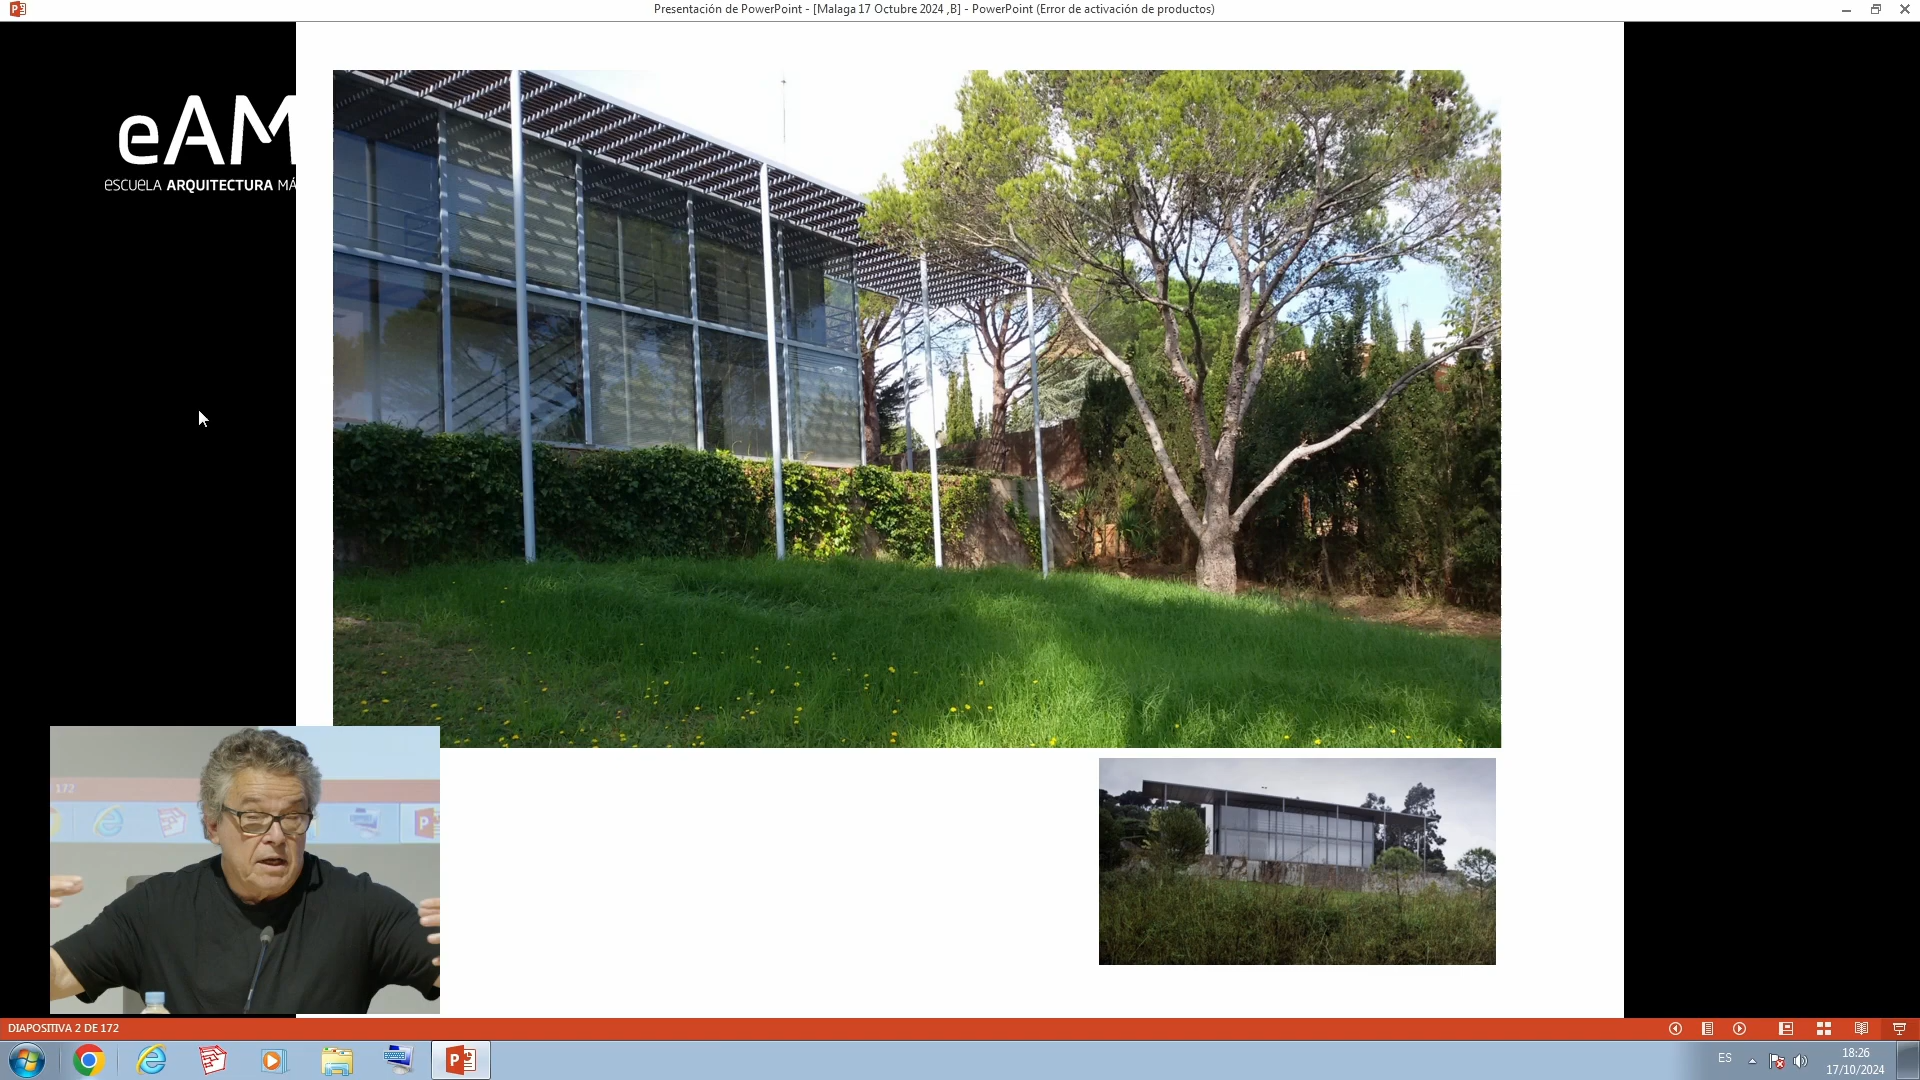 Presentación de PowerPoint - [Malaga 17 Octubre 2024 ,B] - PowerPoint (Error de activación de productos)
eAM
escuela ARQUITECTURA MÁ
172
DIAPOSITIVA 2 DE 172
ES
18:26
17/10/2024